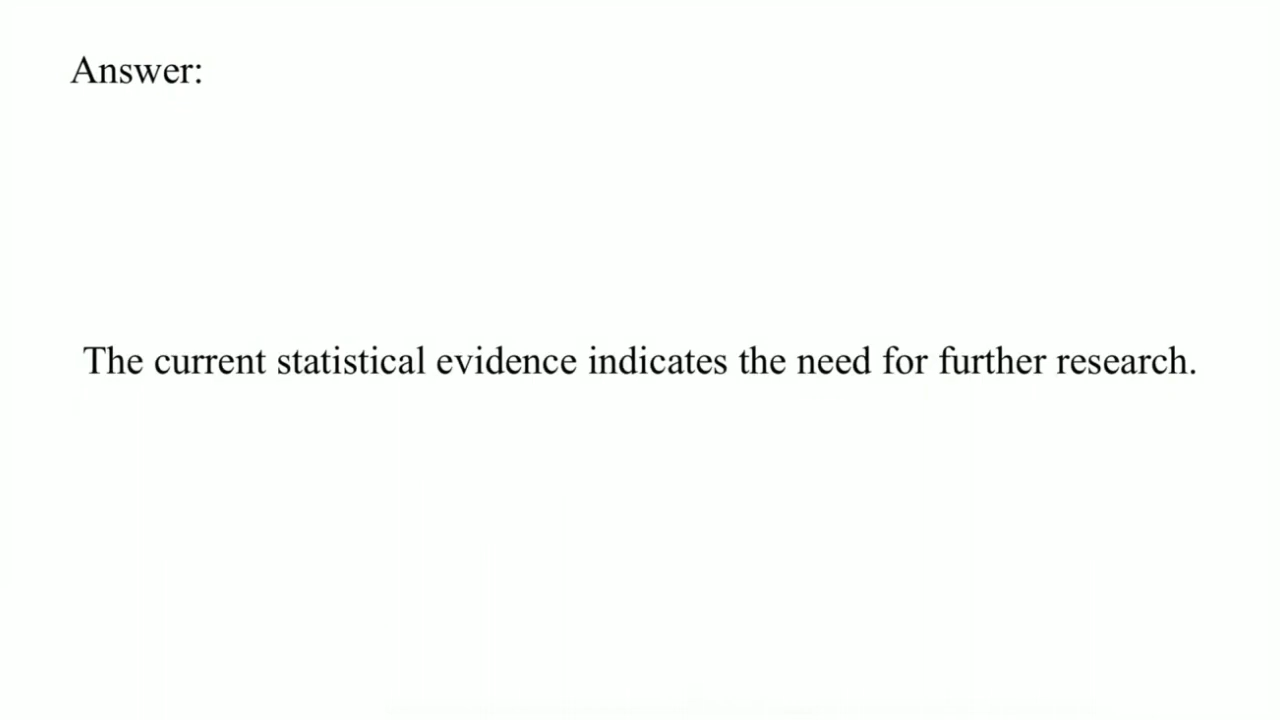 Answer:
The current statistical evidence indicates the need for further research.